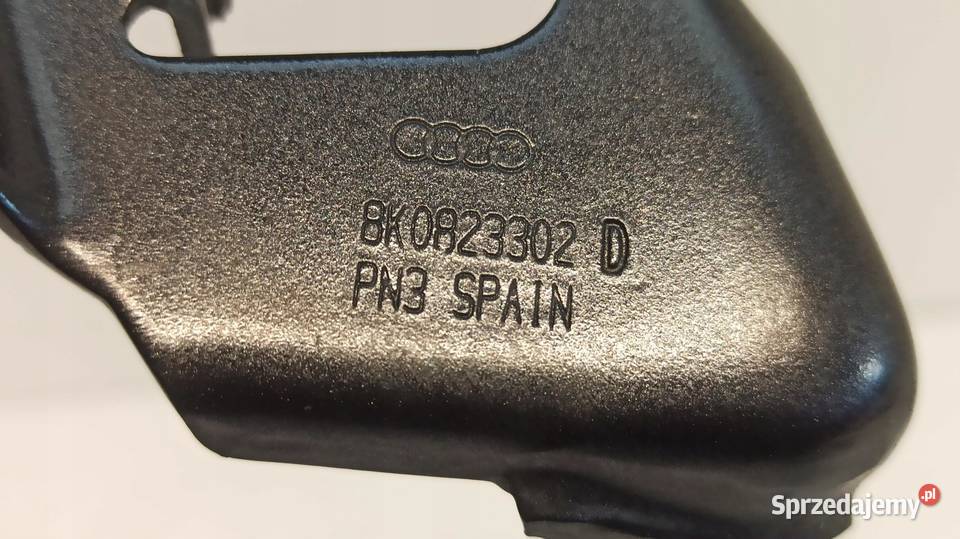 8K0823302 D
PN3 SPAIN
Sprzedajemy.pl